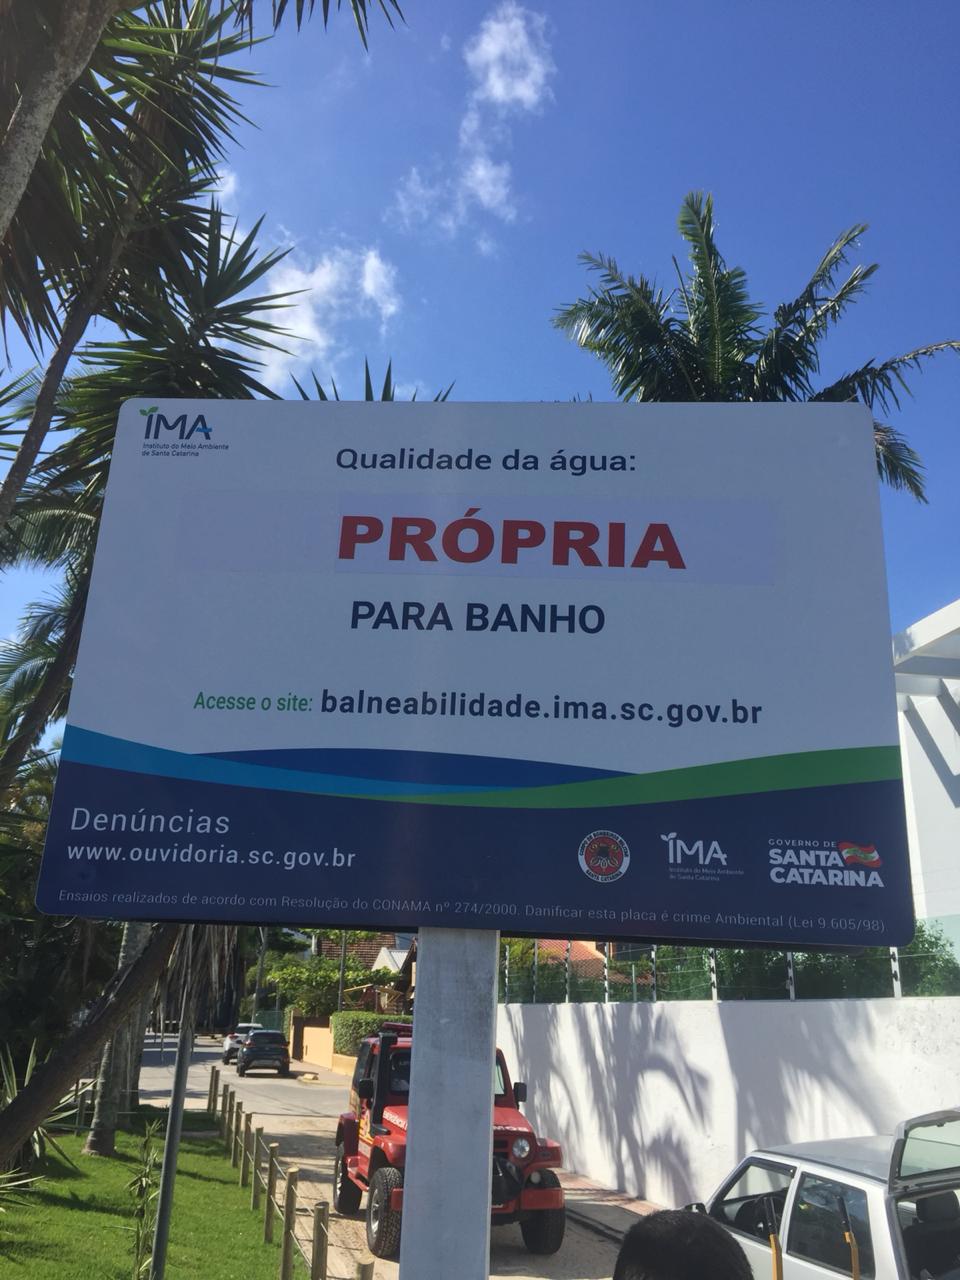 IMA
Instituto do Meio Ambiente
de Santa Catarina
Qualidade da água:
PRÓPRIA
PARA BANHO
Acesse o site: balneabilidade.ima.sc.gov.br
Denúncias
www.ouvidoria.sc.gov.br
SANTA CATARINA
IMA
Instituto do Meio Ambiente
de Santa Catarina
GOVERNO DE
SANTA
CATARINA
Ensaios realizados de acordo com Resolução do CONAMA nº 274/2000. Danificar esta placa é crime Ambiental (Lei 9.605/98)